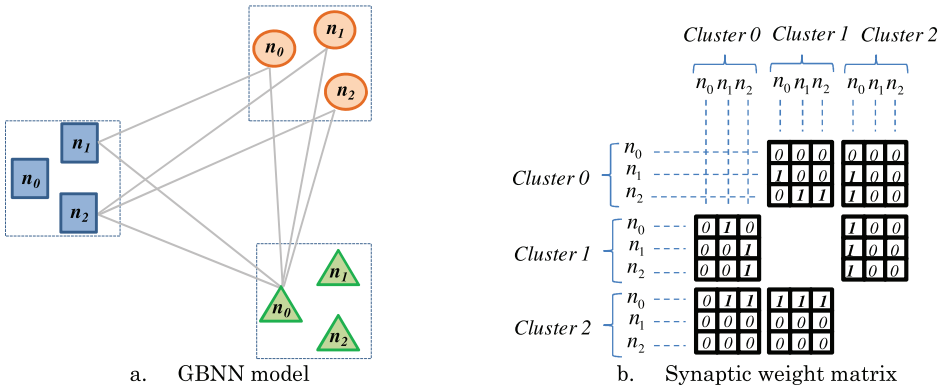 n1
n0
n2
n1
n0
n2
n1
n0
n2
a. GBNN model
Cluster 0 Cluster 1 Cluster 2
n0 n1 n2 n0 n1 n2 n0 n1 n2
Cluster 0 n0 0 0 0 0 0 0
n1 1 0 0 1 0 0
n2 0 1 1 1 0 0
Cluster 1 n0 0 1 0 1 0 0
n1 0 0 1 1 0 0
n2 0 0 1 1 0 0
Cluster 2 n0 0 1 1 1 1 1
n1 0 0 0 0 0 0
n2 0 0 0 0 0 0
b. Synaptic weight matrix